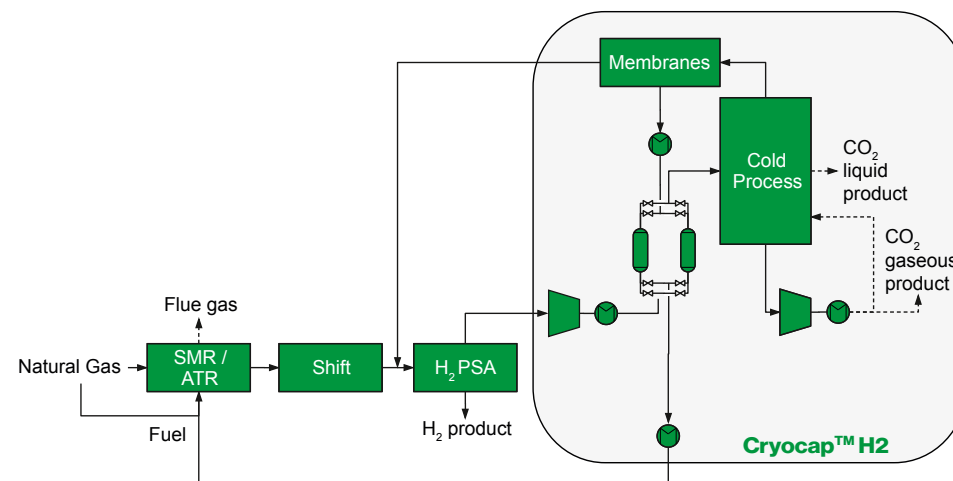 Membranes
Cold
Process
CO₂
liquid
product
CO₂
gaseous
product
Flue gas
Natural Gas
SMR /
ATR
Shift
H₂ PSA
Fuel
H₂ product
Cryocap™ H2